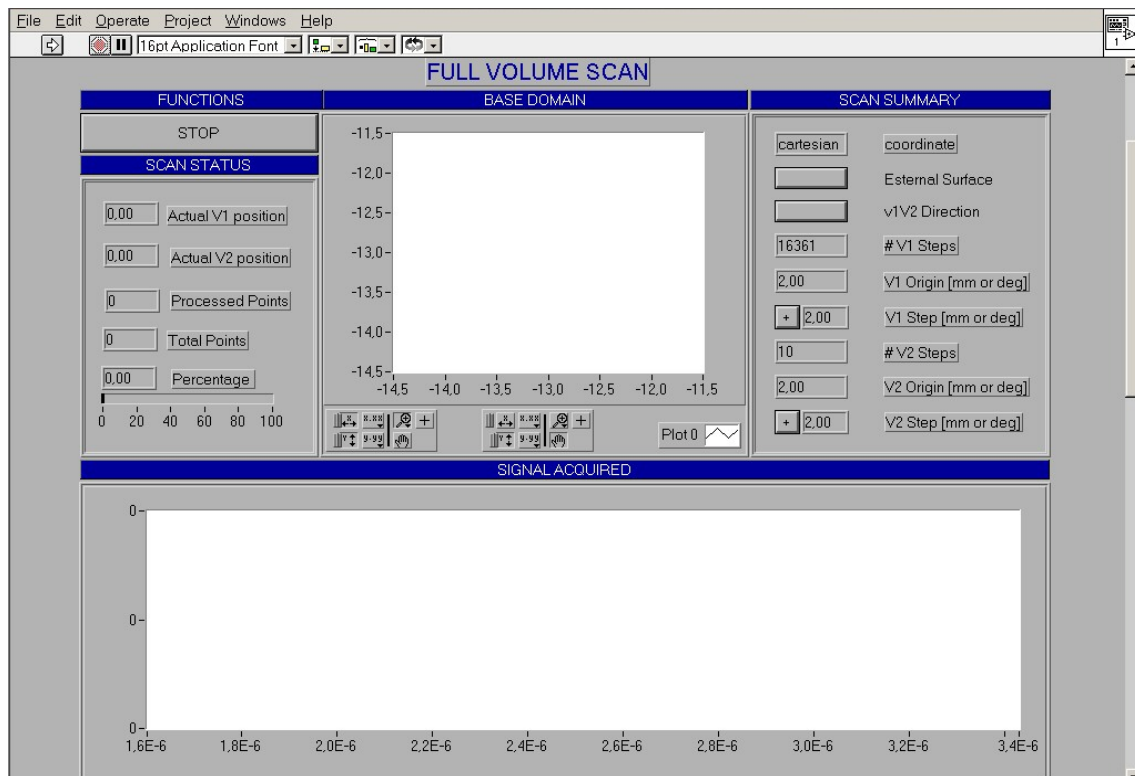 File Edit Operate Project Windows Help
16pt Application Font
1
FULL VOLUME SCAN
FUNCTIONS
STOP
SCAN STATUS
0,00 Actual V1 position
0,00 Actual V2 position
0 Processed Points
0 Total Points
0,00 Percentage
0 20 40 60 80 100
BASE DOMAIN
-11,5
-12,0
-12,5
-13,0
-13,5
-14,0
-14,5
-14,5 -14,0 -13,5 -13,0 -12,5 -12,0 -11,5
X x.xx + X x.xx +
Y y.yy Y y.yy
Plot 0
SCAN SUMMARY
cartesian coordinate
Esternal Surface
v1V2 Direction
16361 # V1 Steps
2,00 V1 Origin [mm or deg]
+ 2,00 V1 Step [mm or deg]
10 # V2 Steps
2,00 V2 Origin [mm or deg]
+ 2,00 V2 Step [mm or deg]
SIGNAL ACQUIRED
0
0
0
1,6E-6 1,8E-6 2,0E-6 2,2E-6 2,4E-6 2,6E-6 2,8E-6 3,0E-6 3,2E-6 3,4E-6